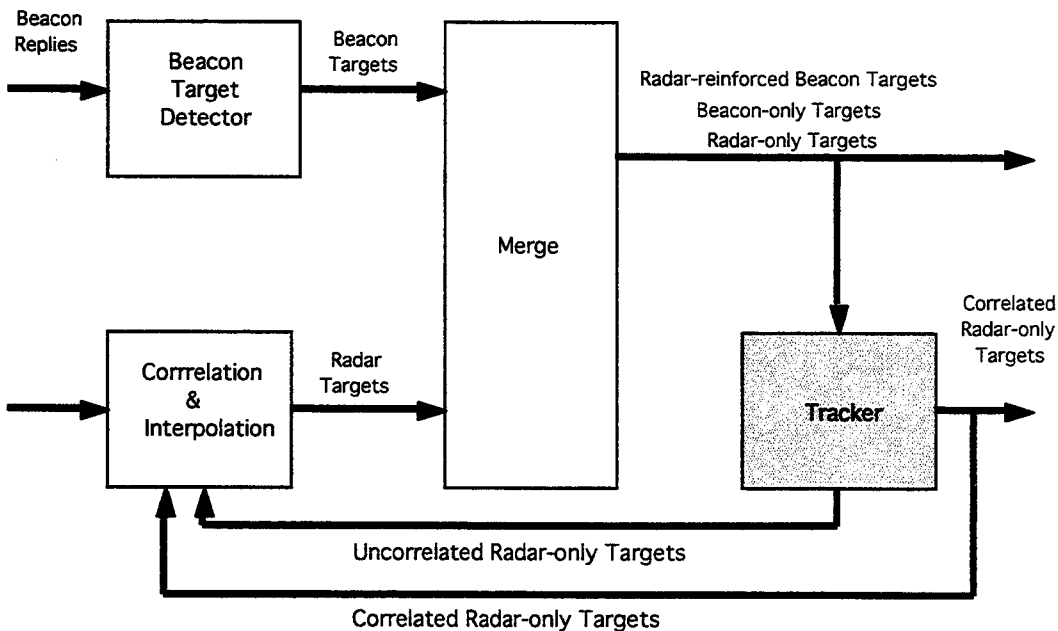 Beacon
Replies
Beacon
Target
Detector
Beacon
Targets
Merge
Radar-reinforced Beacon Targets
Beacon-only Targets
Radar-only Targets
Corrrelation
&
Interpolation
Radar
Targets
Tracker
Correlated
Radar-only
Targets
Uncorrelated Radar-only Targets
Correlated Radar-only Targets